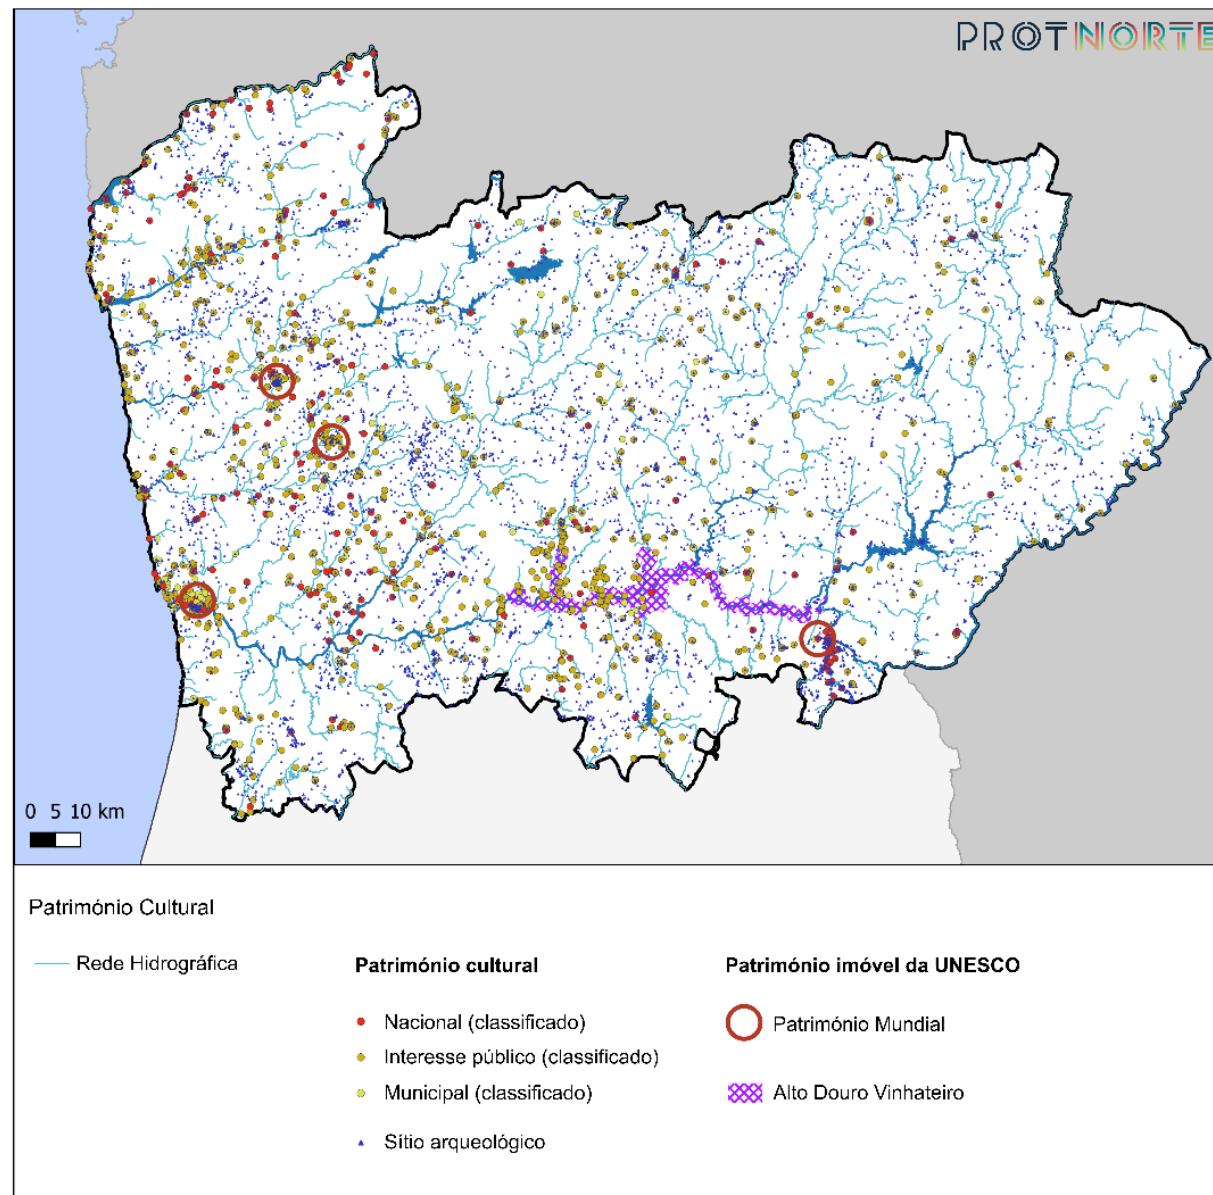 PROTNORTE
0 5 10 km
Património Cultural
Rede Hidrográfica
Património cultural
Nacional (classificado)
Interesse público (classificado)
Municipal (classificado)
Sítio arqueológico
Património imóvel da UNESCO
Património Mundial
Alto Douro Vinhateiro